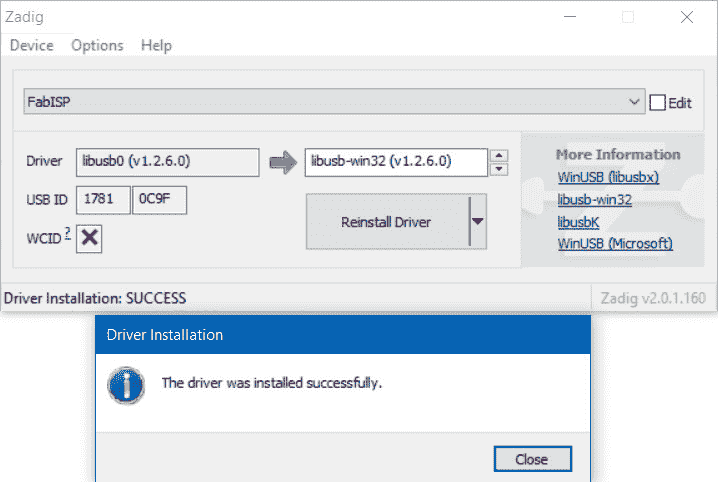 Zadig
Device Options Help
FabISP
Edit
Driver libusb0 (v1.2.6.0) libusb-win32 (v1.2.6.0)
USB ID 1781 0C9F
WCID ?
Reinstall Driver
More Information
WinUSB (libusbx)
libusb-win32
libusbK
WinUSB (Microsoft)
Driver Installation: SUCCESS
Zadig v2.0.1.160
Driver Installation
The driver was installed successfully.
Close